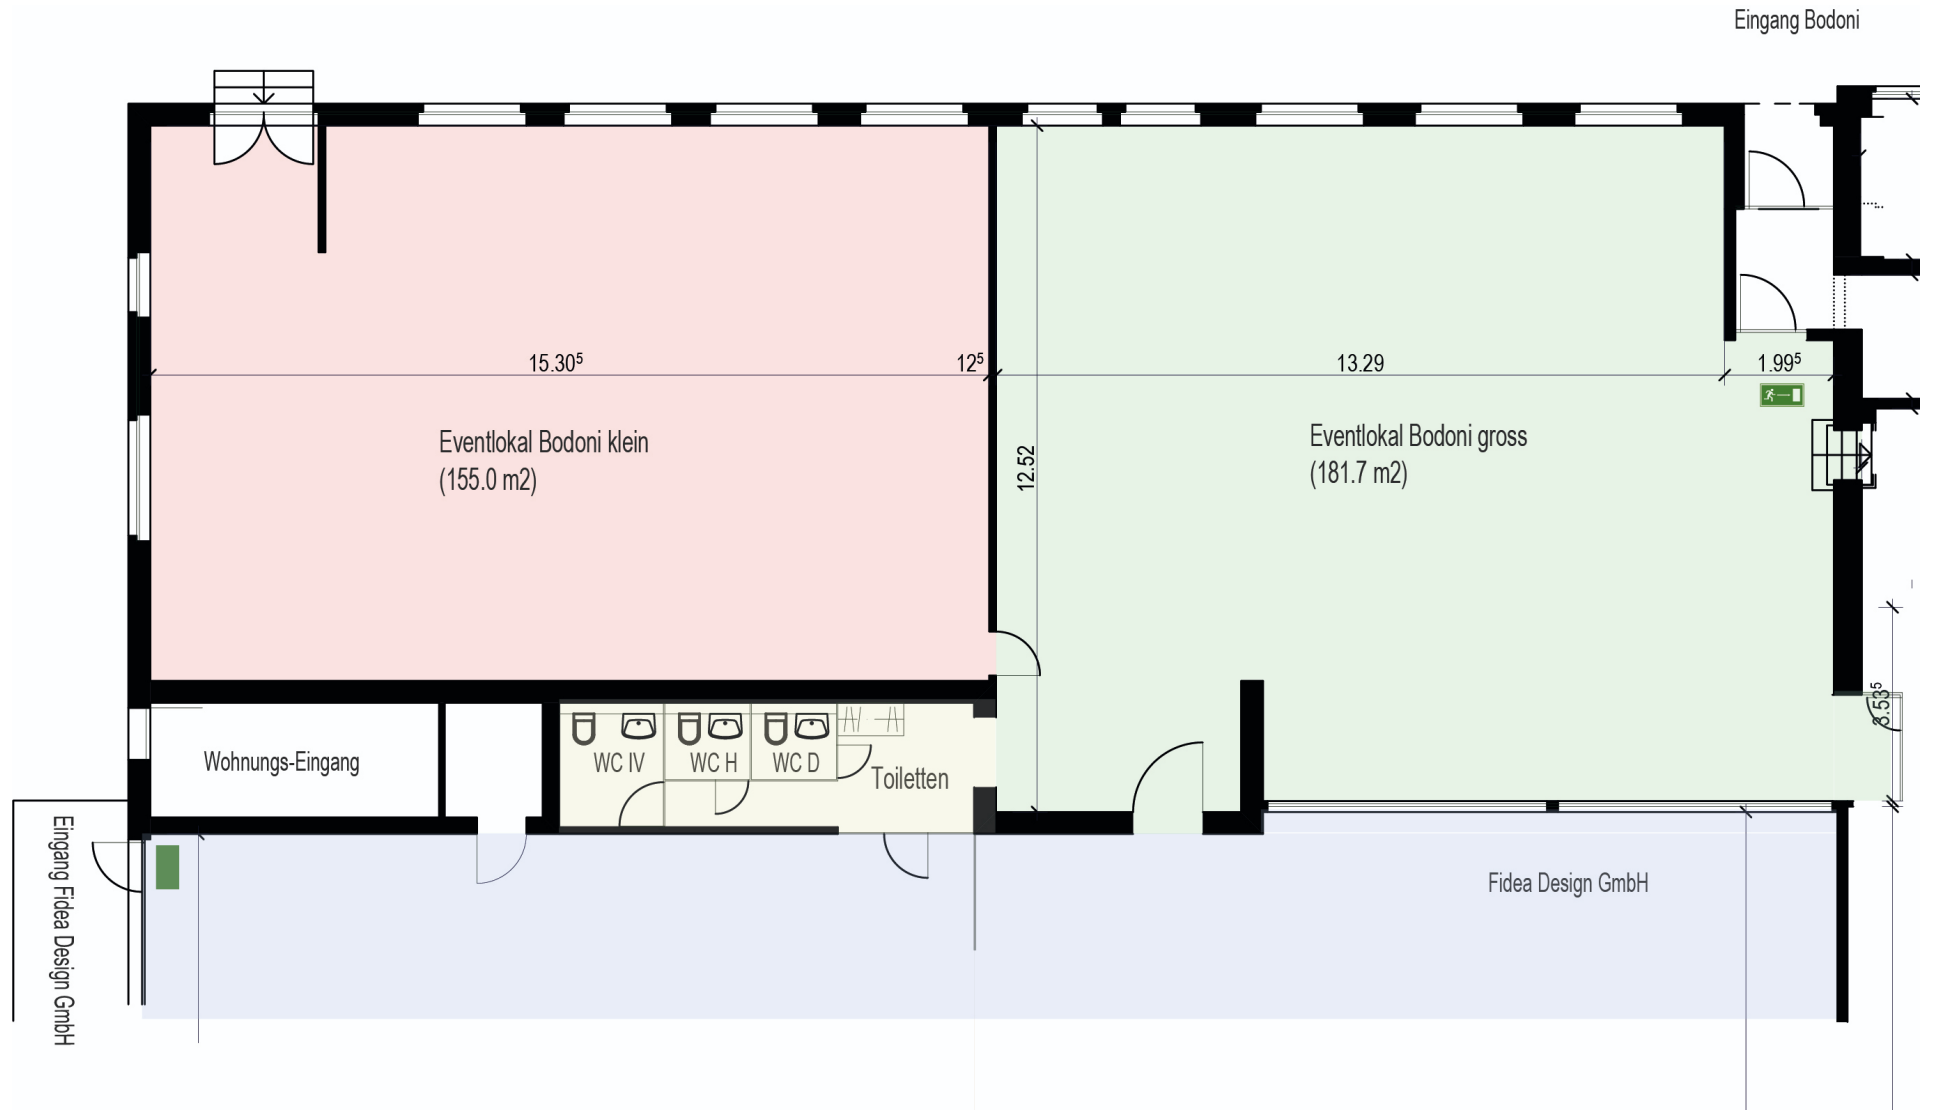 Eingang Bodoni
15.30⁵
12⁵
13.29
1.99⁵
Eventlokal Bodoni klein
(155.0 m2)
Eventlokal Bodoni gross
(181.7 m2)
12.52
3.53⁵
Wohnungs-Eingang
WC IV
WC H
WC D
Toiletten
Fidea Design GmbH
Eingang Fidea Design GmbH